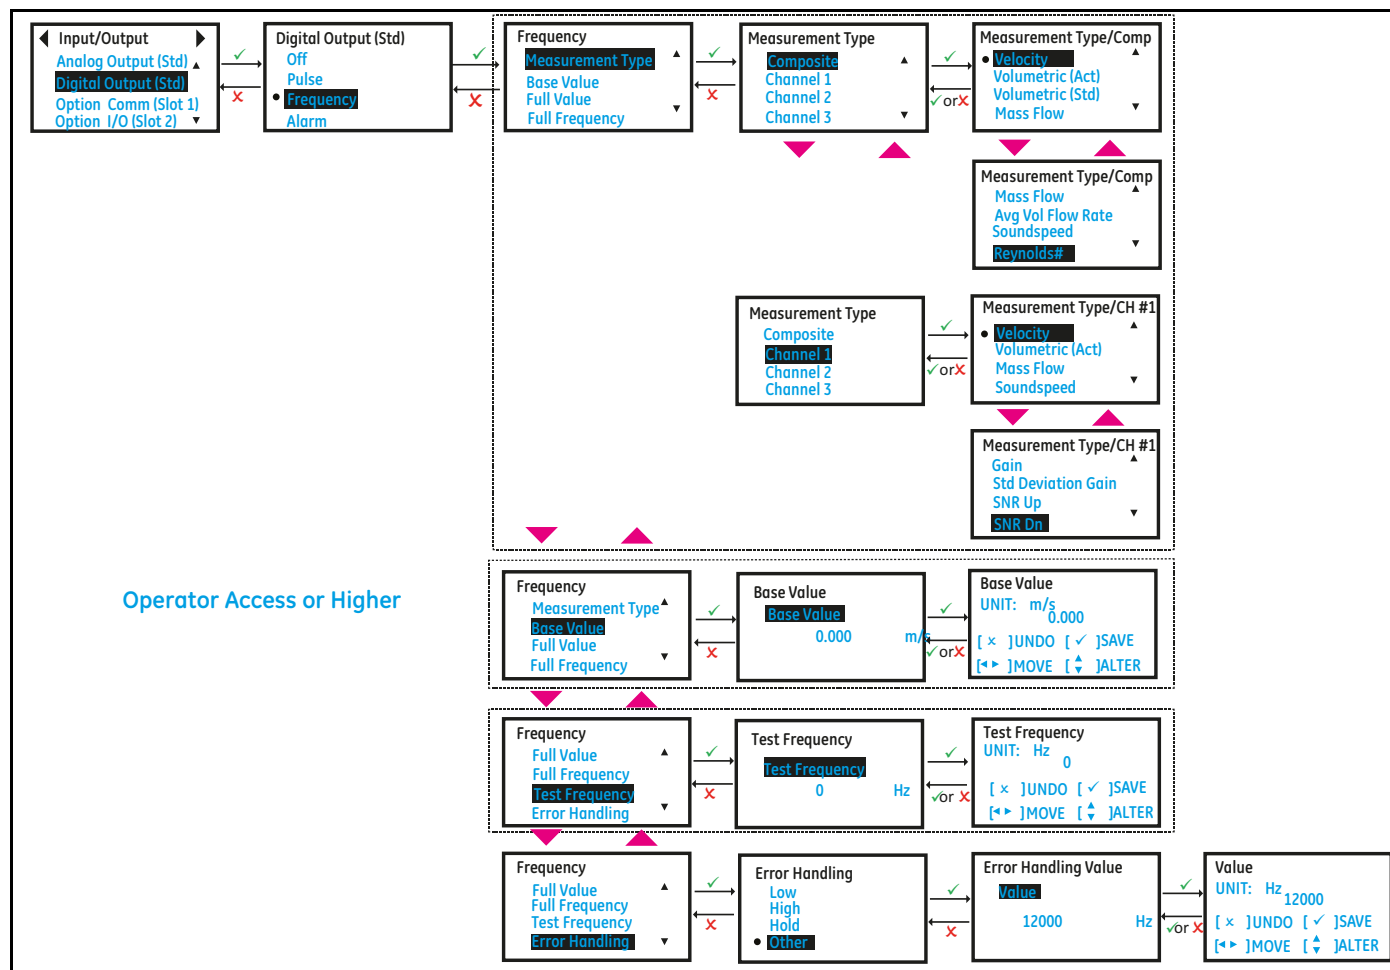 Input/Output
Analog Output (Std)
Digital Output (Std)
Option Comm (Slot 1)
Option I/O (Slot 2)
Digital Output (Std)
Off
Pulse
Frequency
Alarm
Frequency
Measurement Type
Base Value
Full Value
Full Frequency
Measurement Type
Composite
Channel 1
Channel 2
Channel 3
Measurement Type/Comp
Velocity
Volumetric (Act)
Volumetric (Std)
Mass Flow
✓or✗
Measurement Type/Comp
Mass Flow
Avg Vol Flow Rate
Soundspeed
Reynolds#
Measurement Type
Composite
Channel 1
Channel 2
Channel 3
✓or✗
Measurement Type/CH #1
Velocity
Volumetric (Act)
Mass Flow
Soundspeed
Measurement Type/CH #1
Gain
Std Deviation Gain
SNR Up
SNR Dn
Operator Access or Higher
Frequency
Measurement Type
Base Value
Full Value
Full Frequency
Base Value
Base Value
0.000 m/s
✓or✗
Base Value
UNIT: m/s
0.000
[ × ]UNDO [ ✓ ]SAVE
[◄ ► ]MOVE [ ▲▼ ]ALTER
Frequency
Full Value
Full Frequency
Test Frequency
Error Handling
Test Frequency
Test Frequency
0 Hz
✓or ✗
Test Frequency
UNIT: Hz
0
[ × ]UNDO [ ✓ ]SAVE
[◄ ► ]MOVE [ ▲▼ ]ALTER
Frequency
Full Value
Full Frequency
Test Frequency
Error Handling
Error Handling
Low
High
Hold
Other
Error Handling Value
Value
12000 Hz
✓or ✗
Value
UNIT: Hz
12000
[ × ]UNDO [ ✓ ]SAVE
[◄ ► ]MOVE [ ▲▼ ]ALTER